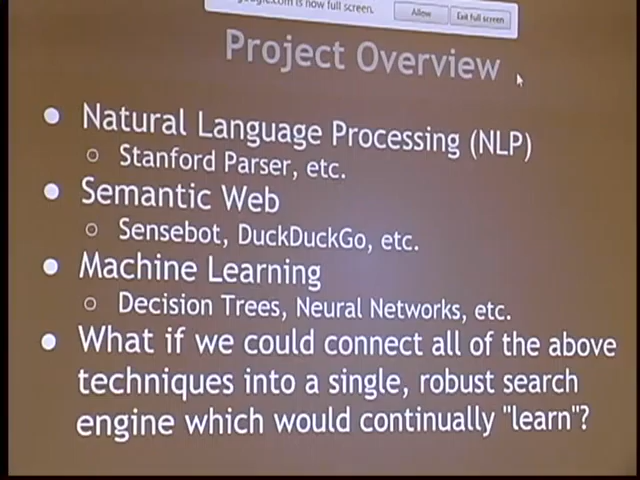 .com is now full screen.
Allow
Exit full screen
Project Overview
Natural Language Processing (NLP)
Stanford Parser, etc.
Semantic Web
Sensebot, DuckDuckGo, etc.
Machine Learning
Decision Trees, Neural Networks, etc.
What if we could connect all of the above
techniques into a single, robust search
engine which would continually "learn"?